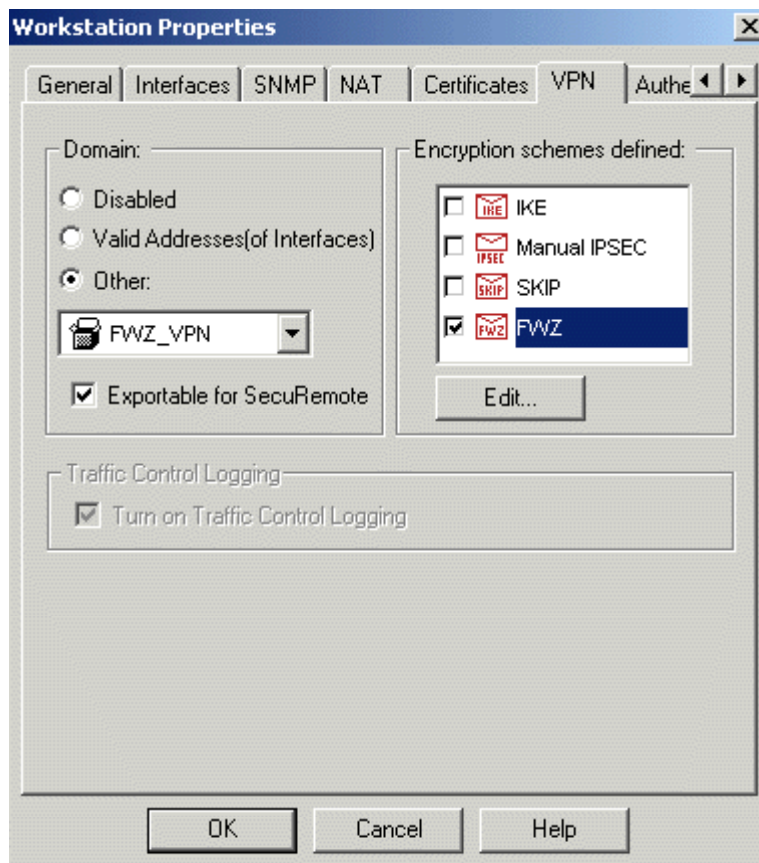 Workstation Properties
General Interfaces SNMP NAT Certificates VPN Authe
Domain:
Disabled
Valid Addresses(of Interfaces)
Other:
FWZ_VPN
Exportable for SecuRemote
Encryption schemes defined:
IKE IKE
IPSEC Manual IPSEC
SKIP SKIP
FWZ FWZ
Edit...
Traffic Control Logging
Turn on Traffic Control Logging
OK Cancel Help